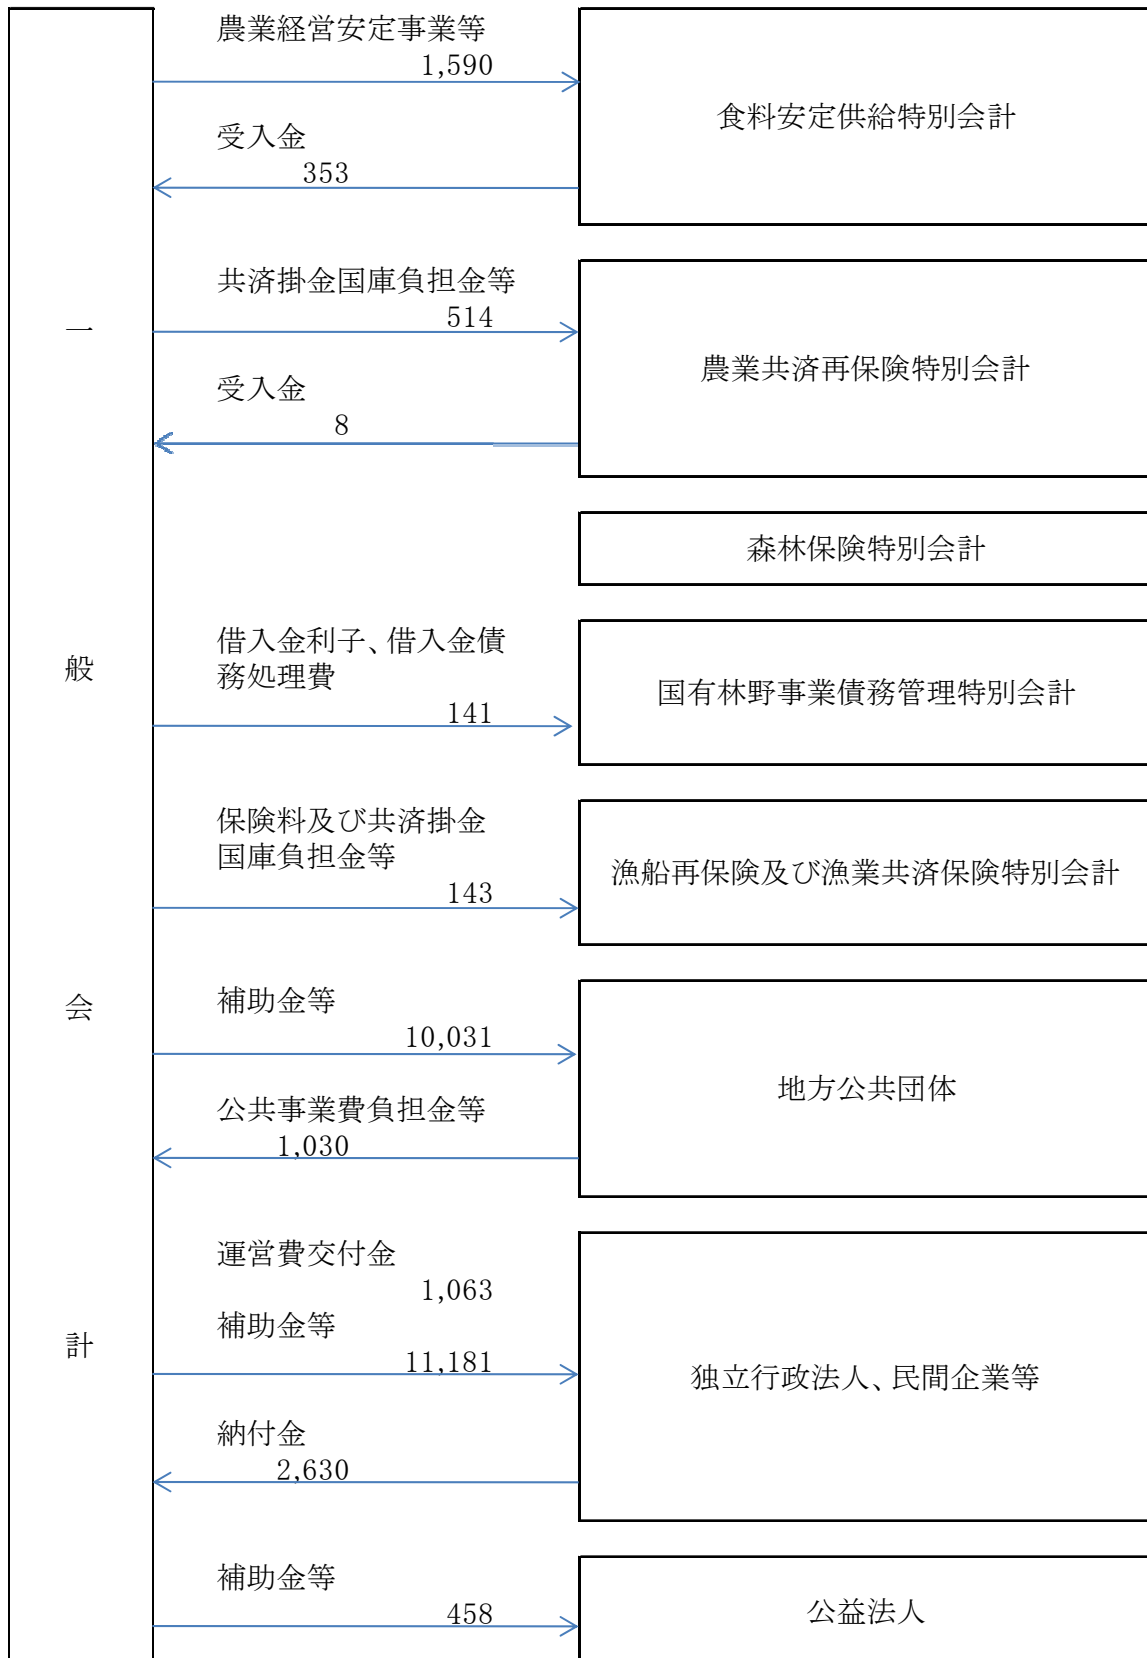 一
般
会
計
農業経営安定事業等
1,590
受入金
353
食料安定供給特別会計
共済掛金国庫負担金等
514
受入金
8
農業共済再保険特別会計
森林保険特別会計
借入金利子、借入金債
務処理費
141
国有林野事業債務管理特別会計
保険料及び共済掛金
国庫負担金等
143
漁船再保険及び漁業共済保険特別会計
補助金等
10,031
公共事業費負担金等
1,030
地方公共団体
運営費交付金
1,063
補助金等
11,181
納付金
2,630
独立行政法人、民間企業等
補助金等
458
公益法人